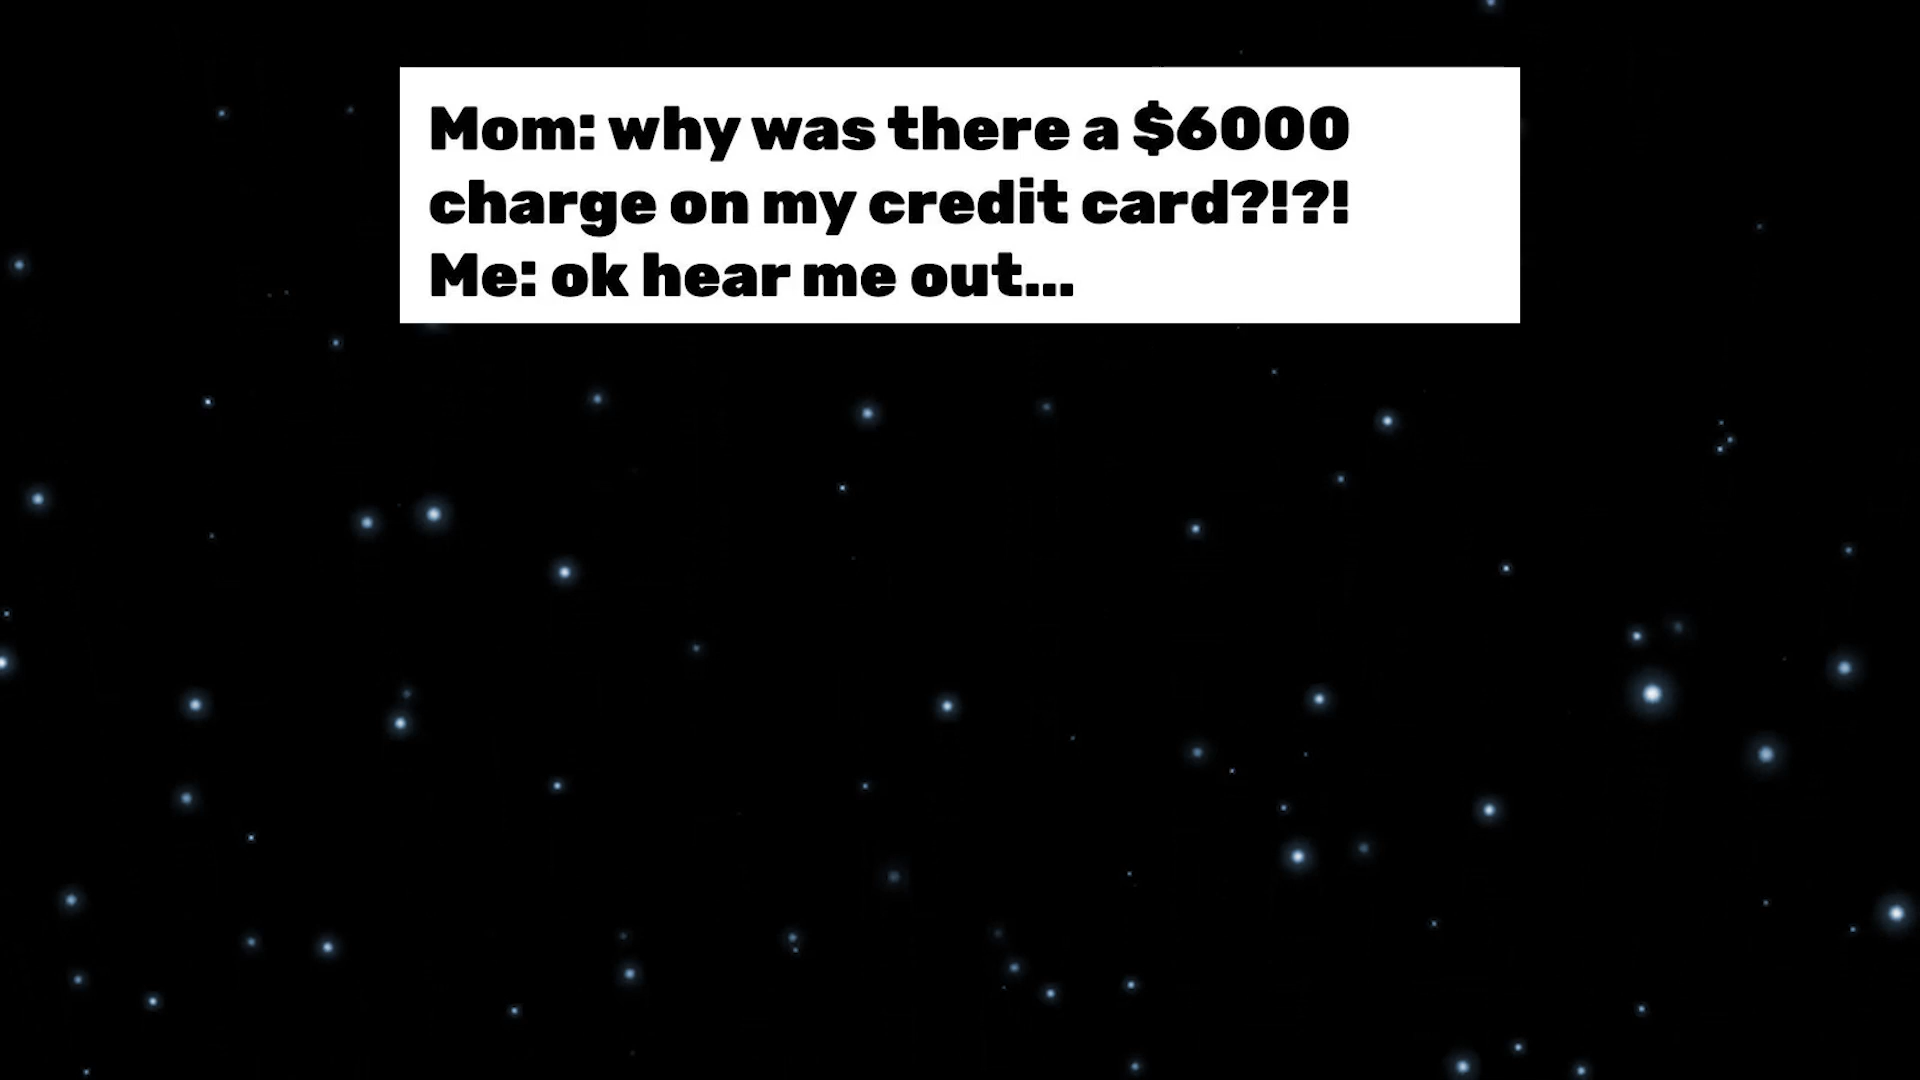 Mom: why was there a $6000
charge on my credit card?!?!
Me: ok hear me out...